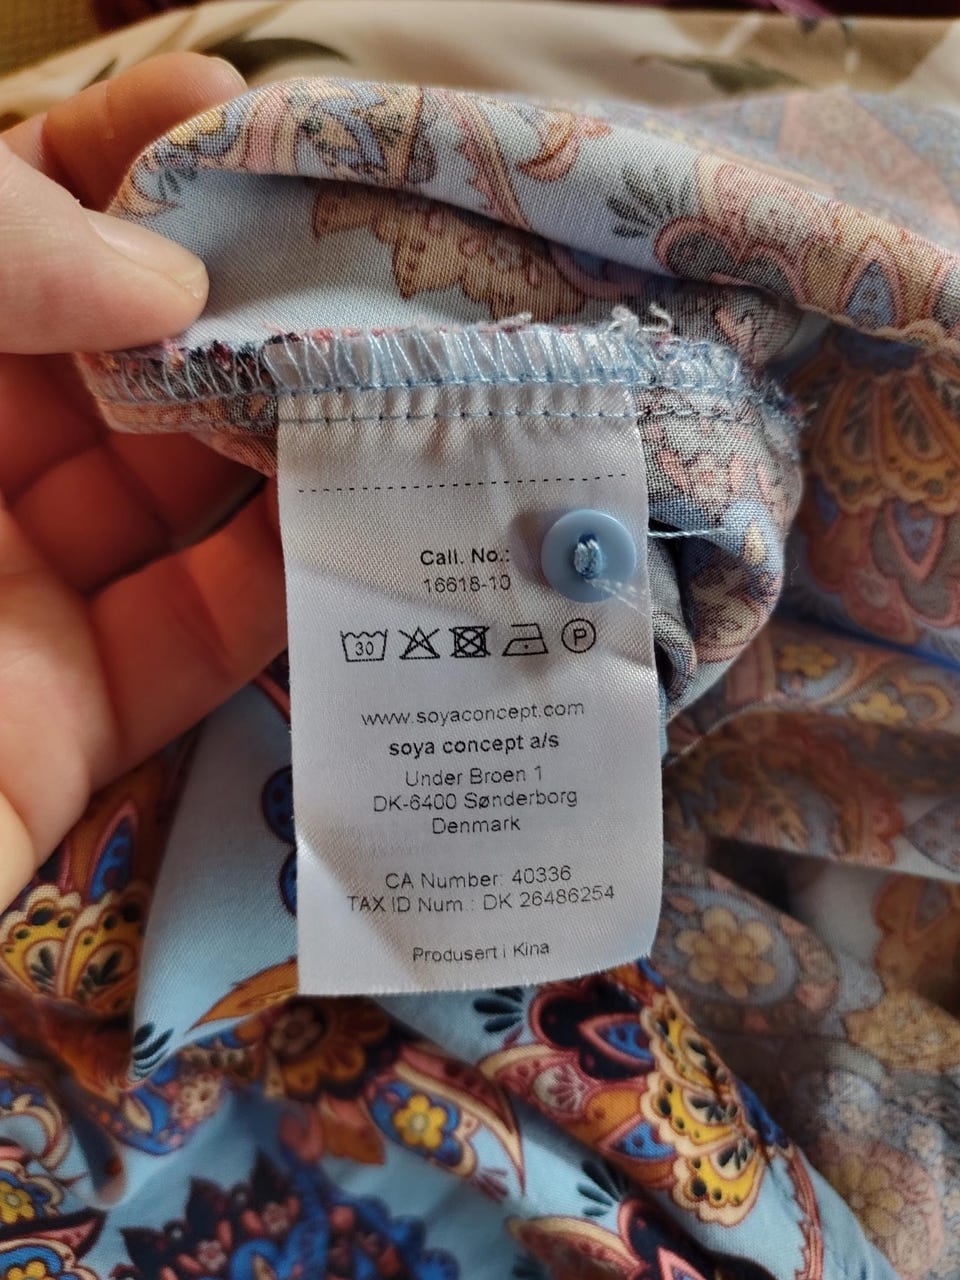 Call. No.:
16618-10
30 P
www.soyaconcept.com
soya concept a/s
Under Broen 1
DK-6400 Sønderborg
Denmark
CA Number: 40336
TAX ID Num.: DK 26486254
Produsert i Kina